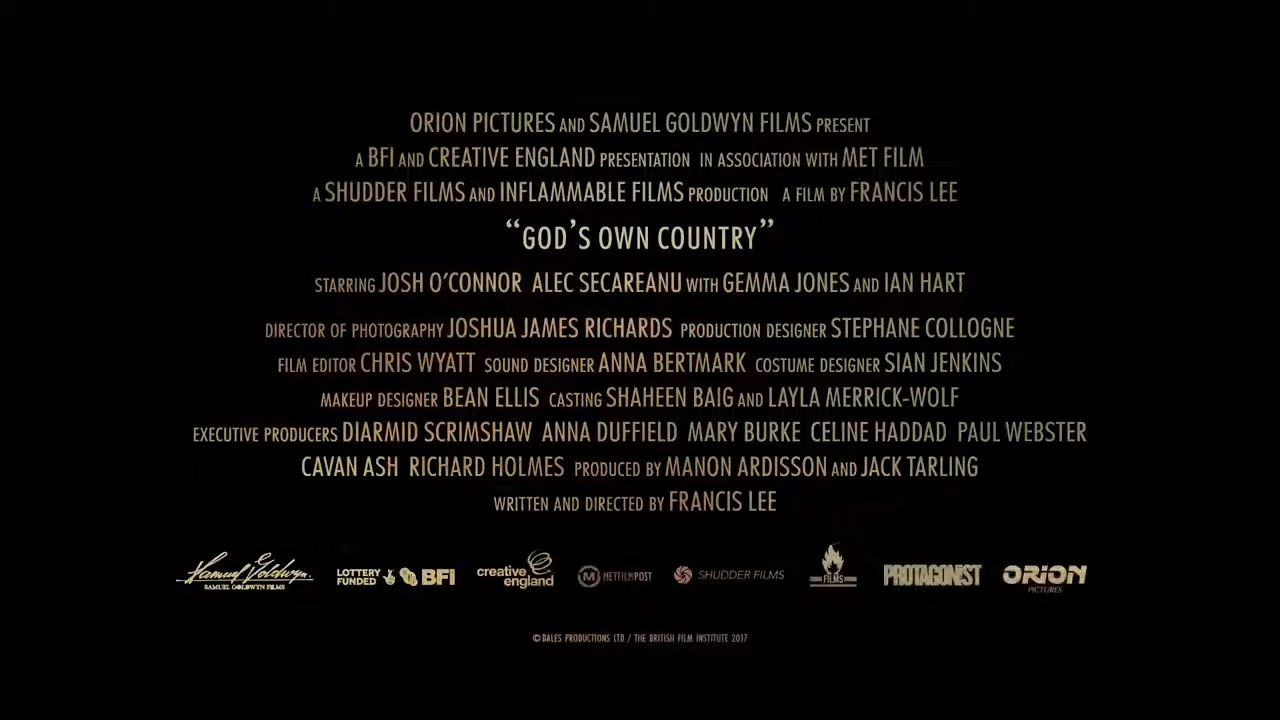 ORION PICTURES AND SAMUEL GOLDWYN FILMS PRESENT
A BFI AND CREATIVE ENGLAND PRESENTATION IN ASSOCIATION WITH MET FILM
A SHUDDER FILMS AND INFLAMMABLE FILMS PRODUCTION A FILM BY FRANCIS LEE
“GOD’S OWN COUNTRY”
STARRING JOSH O’CONNOR ALEC SECAREANU WITH GEMMA JONES AND IAN HART
DIRECTOR OF PHOTOGRAPHY JOSHUA JAMES RICHARDS PRODUCTION DESIGNER STEPHANE COLLOGNE
FILM EDITOR CHRIS WYATT SOUND DESIGNER ANNA BERTMARK COSTUME DESIGNER SIAN JENKINS
MAKEUP DESIGNER BEAN ELLIS CASTING SHAHEEN BAIG AND LAYLA MERRICK-WOLF
EXECUTIVE PRODUCERS DIARMID SCRIMSHAW ANNA DUFFIELD MARY BURKE CELINE HADDAD PAUL WEBSTER
CAVAN ASH RICHARD HOLMES PRODUCED BY MANON ARDISSON AND JACK TARLING
WRITTEN AND DIRECTED BY FRANCIS LEE
Samuel Goldwyn.
SAMUEL GOLDWYN FILMS
LOTTERY
FUNDED
BFI
creative
england
M METFILMPOST
SHUDDER FILMS
FILMS
PROTAGONIST
ORION
PICTURES
© DALES PRODUCTIONS LTD / THE BRITISH FILM INSTITUTE 2017